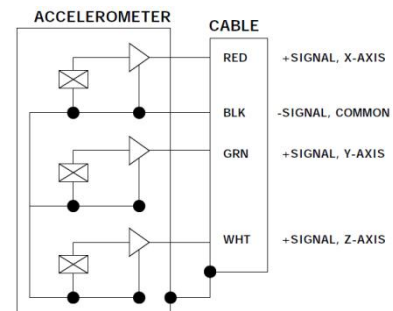 ACCELEROMETER
CABLE
RED +SIGNAL, X-AXIS
BLK -SIGNAL, COMMON
GRN +SIGNAL, Y-AXIS
WHT +SIGNAL, Z-AXIS